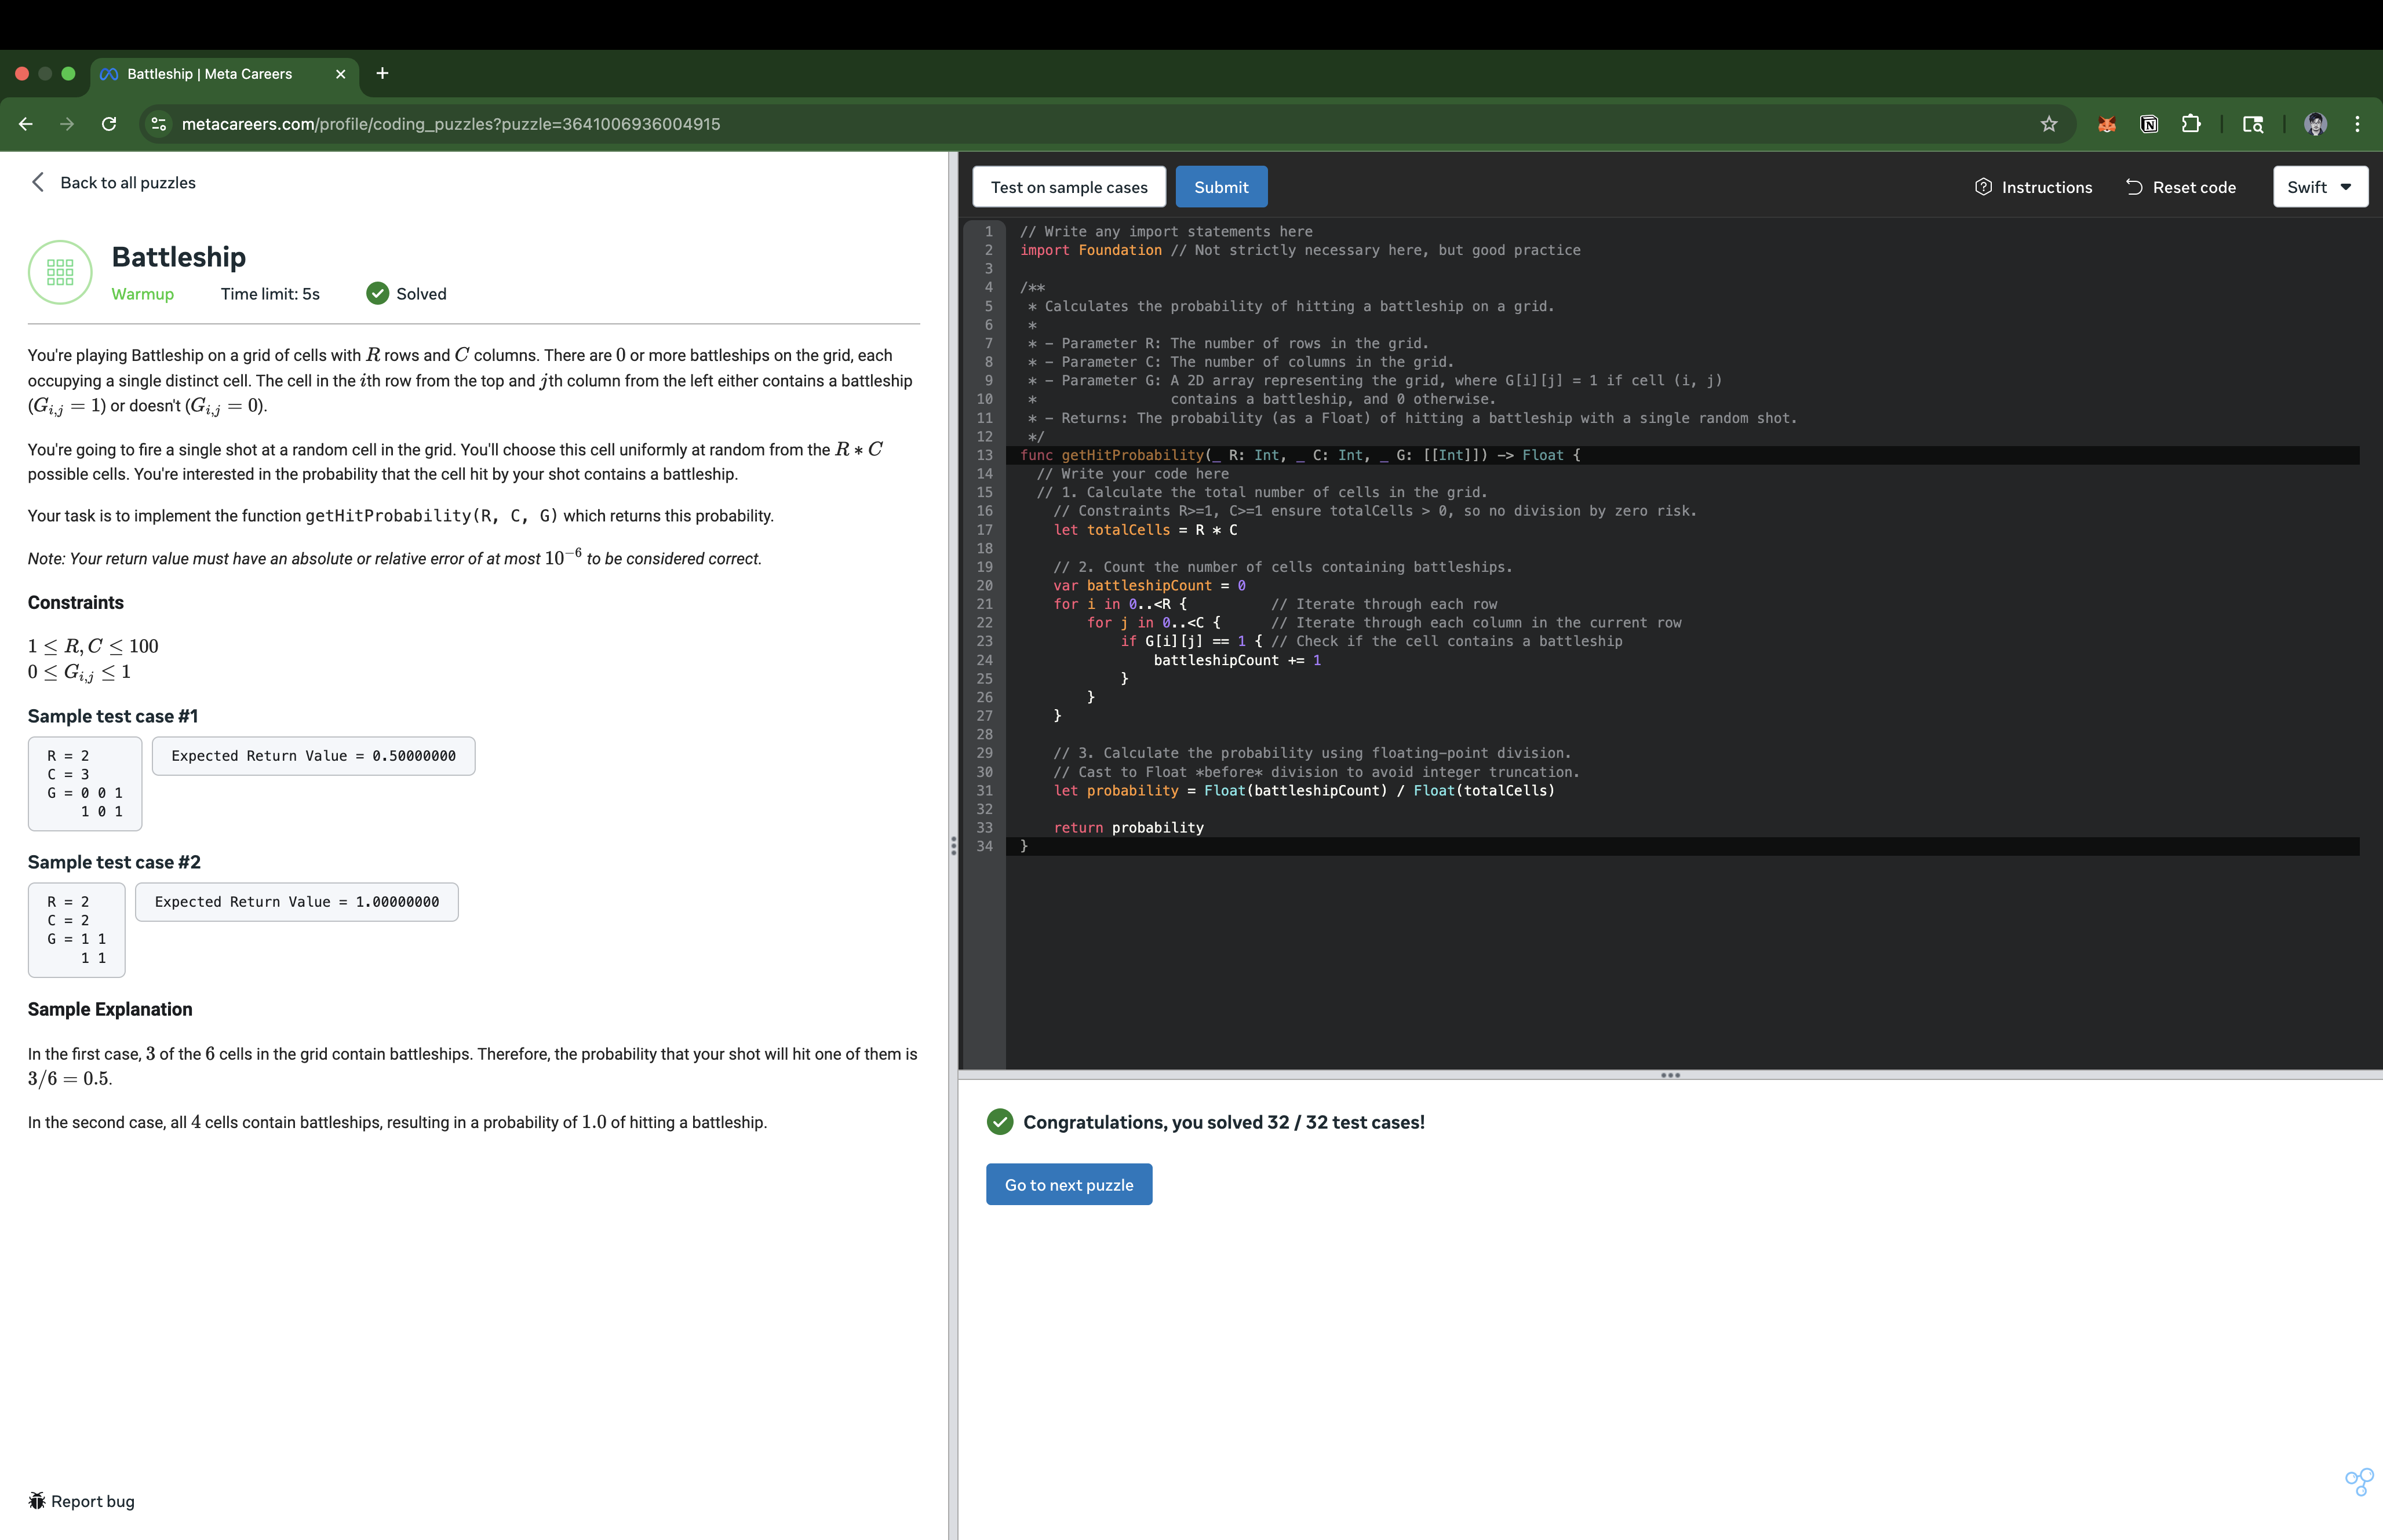 Battleship | Meta Careers
metacareers.com/profile/coding_puzzles?puzzle=3641006936004915
Back to all puzzles
Battleship
Warmup Time limit: 5s Solved
You're playing Battleship on a grid of cells with R rows and C columns. There are 0 or more battleships on the grid, each
occupying a single distinct cell. The cell in the ith row from the top and jth column from the left either contains a battleship
(G_{i,j} = 1) or doesn't (G_{i,j} = 0).
You're going to fire a single shot at a random cell in the grid. You'll choose this cell uniformly at random from the R * C
possible cells. You're interested in the probability that the cell hit by your shot contains a battleship.
Your task is to implement the function getHitProbability(R, C, G) which returns this probability.
Note: Your return value must have an absolute or relative error of at most 10^{-6} to be considered correct.
Constraints
1 ≤ R, C ≤ 100
0 ≤ G_{i,j} ≤ 1
Sample test case #1
R = 2
C = 3
G = 0 0 1
1 0 1
Expected Return Value = 0.50000000
Sample test case #2
R = 2
C = 2
G = 1 1
1 1
Expected Return Value = 1.00000000
Sample Explanation
In the first case, 3 of the 6 cells in the grid contain battleships. Therefore, the probability that your shot will hit one of them is
3/6 = 0.5.
In the second case, all 4 cells contain battleships, resulting in a probability of 1.0 of hitting a battleship.
Report bug
Test on sample cases Submit Instructions Reset code Swift
1 // Write any import statements here
2 import Foundation // Not strictly necessary here, but good practice
3
4 /**
5 * Calculates the probability of hitting a battleship on a grid.
6 *
7 * - Parameter R: The number of rows in the grid.
8 * - Parameter C: The number of columns in the grid.
9 * - Parameter G: A 2D array representing the grid, where G[i][j] = 1 if cell (i, j)
10 * contains a battleship, and 0 otherwise.
11 * - Returns: The probability (as a Float) of hitting a battleship with a single random shot.
12 */
13 func getHitProbability(_ R: Int, _ C: Int, _ G: [[Int]]) -> Float {
14 // Write your code here
15 // 1. Calculate the total number of cells in the grid.
16 // Constraints R>=1, C>=1 ensure totalCells > 0, so no division by zero risk.
17 let totalCells = R * C
18
19 // 2. Count the number of cells containing battleships.
20 var battleshipCount = 0
21 for i in 0..<R { // Iterate through each row
22 for j in 0..<C { // Iterate through each column in the current row
23 if G[i][j] == 1 { // Check if the cell contains a battleship
24 battleshipCount += 1
25 }
26 }
27 }
28
29 // 3. Calculate the probability using floating-point division.
30 // Cast to Float *before* division to avoid integer truncation.
31 let probability = Float(battleshipCount) / Float(totalCells)
32
33 return probability
34 }
Congratulations, you solved 32 / 32 test cases!
Go to next puzzle